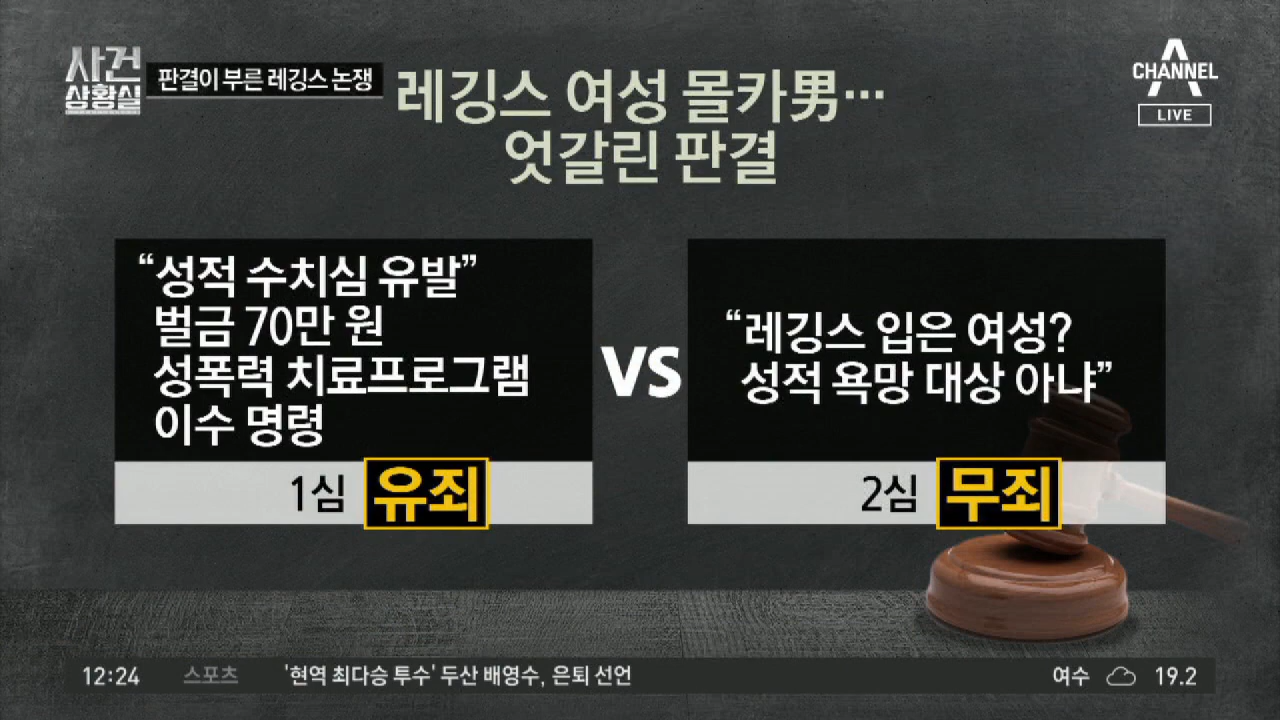 사건
상황실
판결이 부른 레깅스 논쟁
레깅스 여성 몰카男…
엇갈린 판결
CHANNEL A
LIVE
“성적 수치심 유발”
벌금 70만 원
성폭력 치료프로그램
이수 명령
1심 유죄
VS
“레깅스 입은 여성?
성적 욕망 대상 아냐”
2심 무죄
12:24 스포츠 '현역 최다승 투수' 두산 배영수, 은퇴 선언 여수 19.2